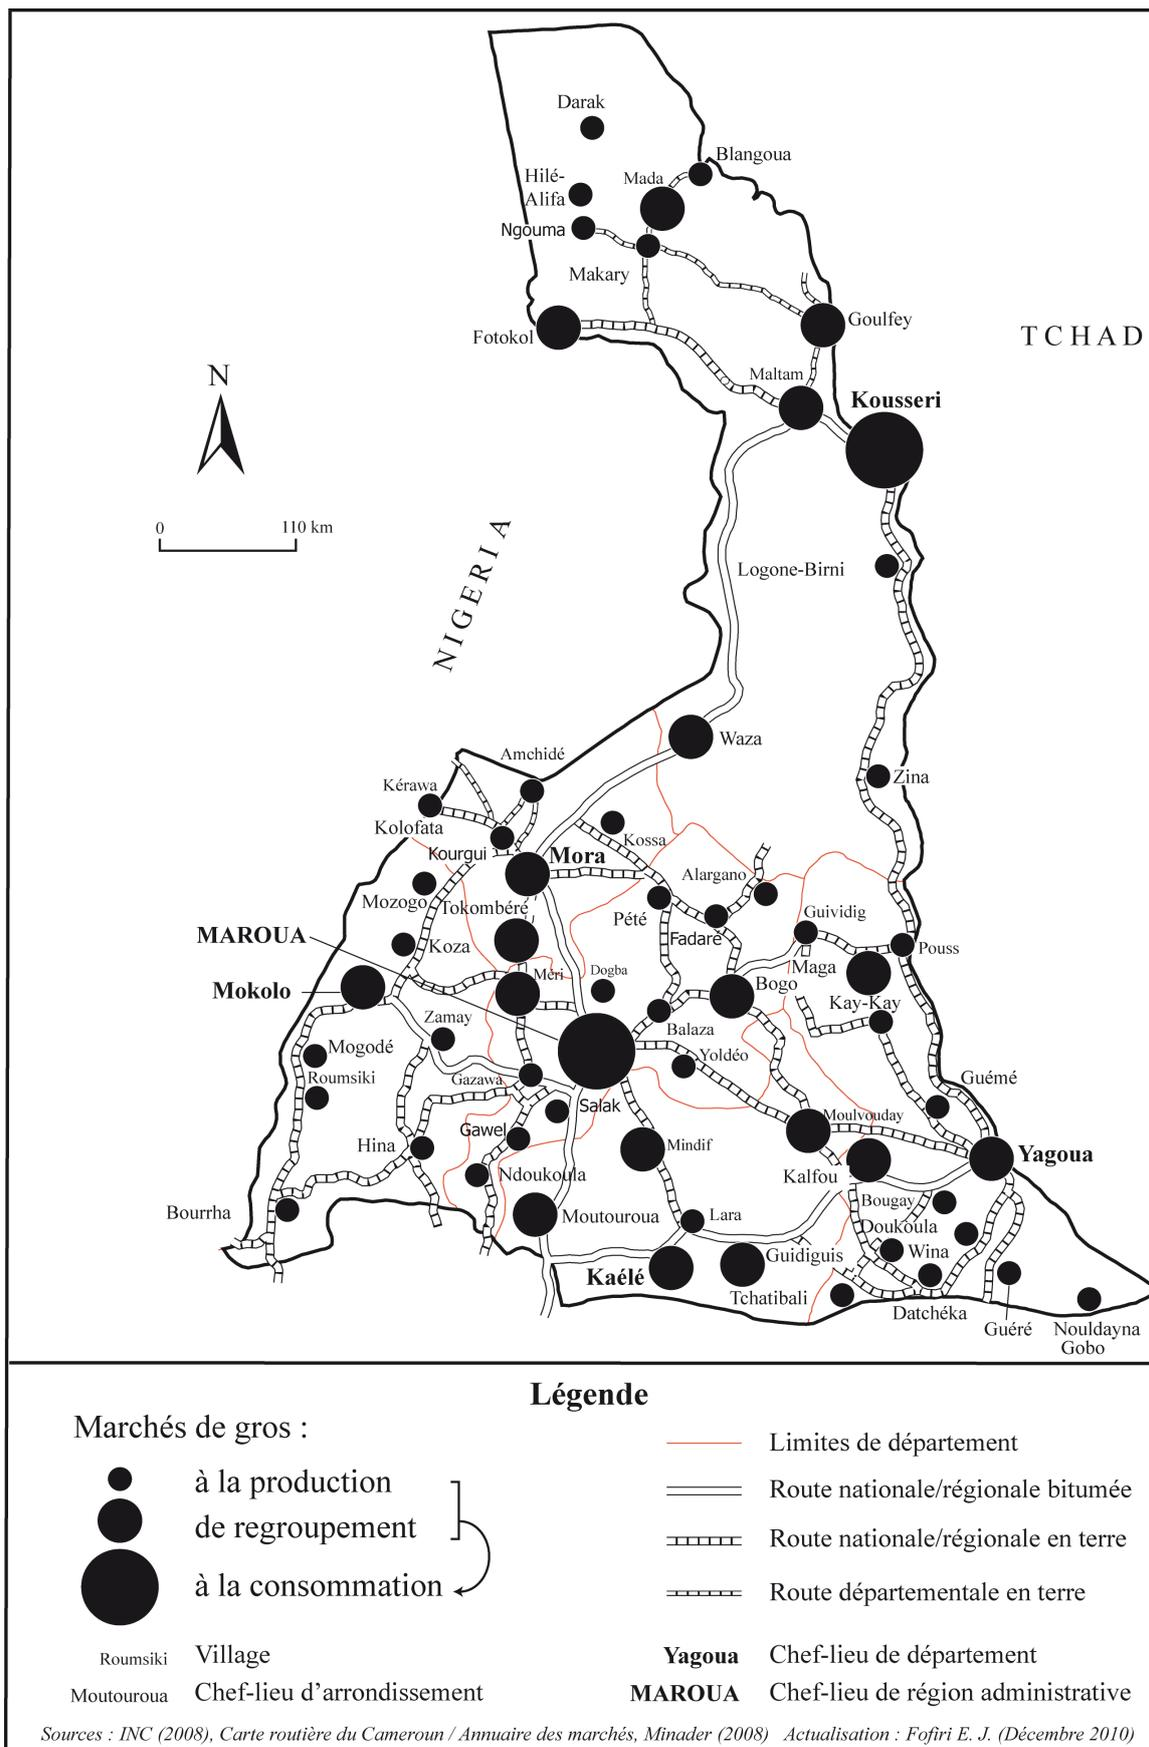 Darak
Blangoua
Hilé-
Alifa
Mada
Ngouma
Makary
Fotokol
Goulfey
TCHAD
N
Maltam
Kousseri
0 110 km
NIGERIA
Logone-Birni
Waza
Amchidé
Zina
Kérawa
Kolofata
Kossa
Kourgui
Mora
Alargano
Mozogo
Tokombéré
Pété
Guividig
MAROUA
Koza
Fadaré
Pouss
Maga
Méri
Dogba
Mokolo
Bogo
Kay-Kay
Zamay
Balaza
Mogodé
Yoldéo
Roumsiki
Gazawa
Guémé
Salak
Moulvouday
Gawel
Hina
Mindif
Yagoua
Ndoukoula
Kalfou
Bourrha
Moutouroua
Lara
Bougay
Doukoula
Guidiguis
Wina
Kaélé
Tchatibali
Datchéka
Guéré
Nouldayna
Gobo
Légende
Marchés de gros :
à la production
de regroupement
à la consommation
Roumsiki Village
Moutouroua Chef-lieu d’arrondissement
Limites de département
Route nationale/régionale bitumée
Route nationale/régionale en terre
Route départementale en terre
Yagoua Chef-lieu de département
MAROUA Chef-lieu de région administrative
Sources : INC (2008), Carte routière du Cameroun / Annuaire des marchés, Minader (2008) Actualisation : Fofiri E. J. (Décembre 2010)